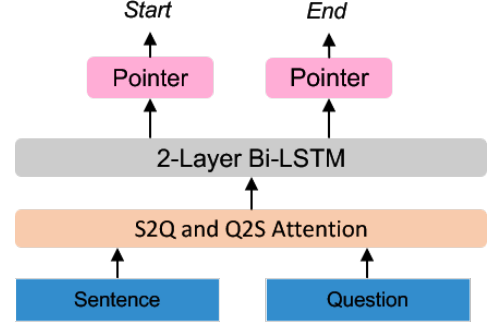 Start End
Pointer Pointer
2-Layer Bi-LSTM
S2Q and Q2S Attention
Sentence Question